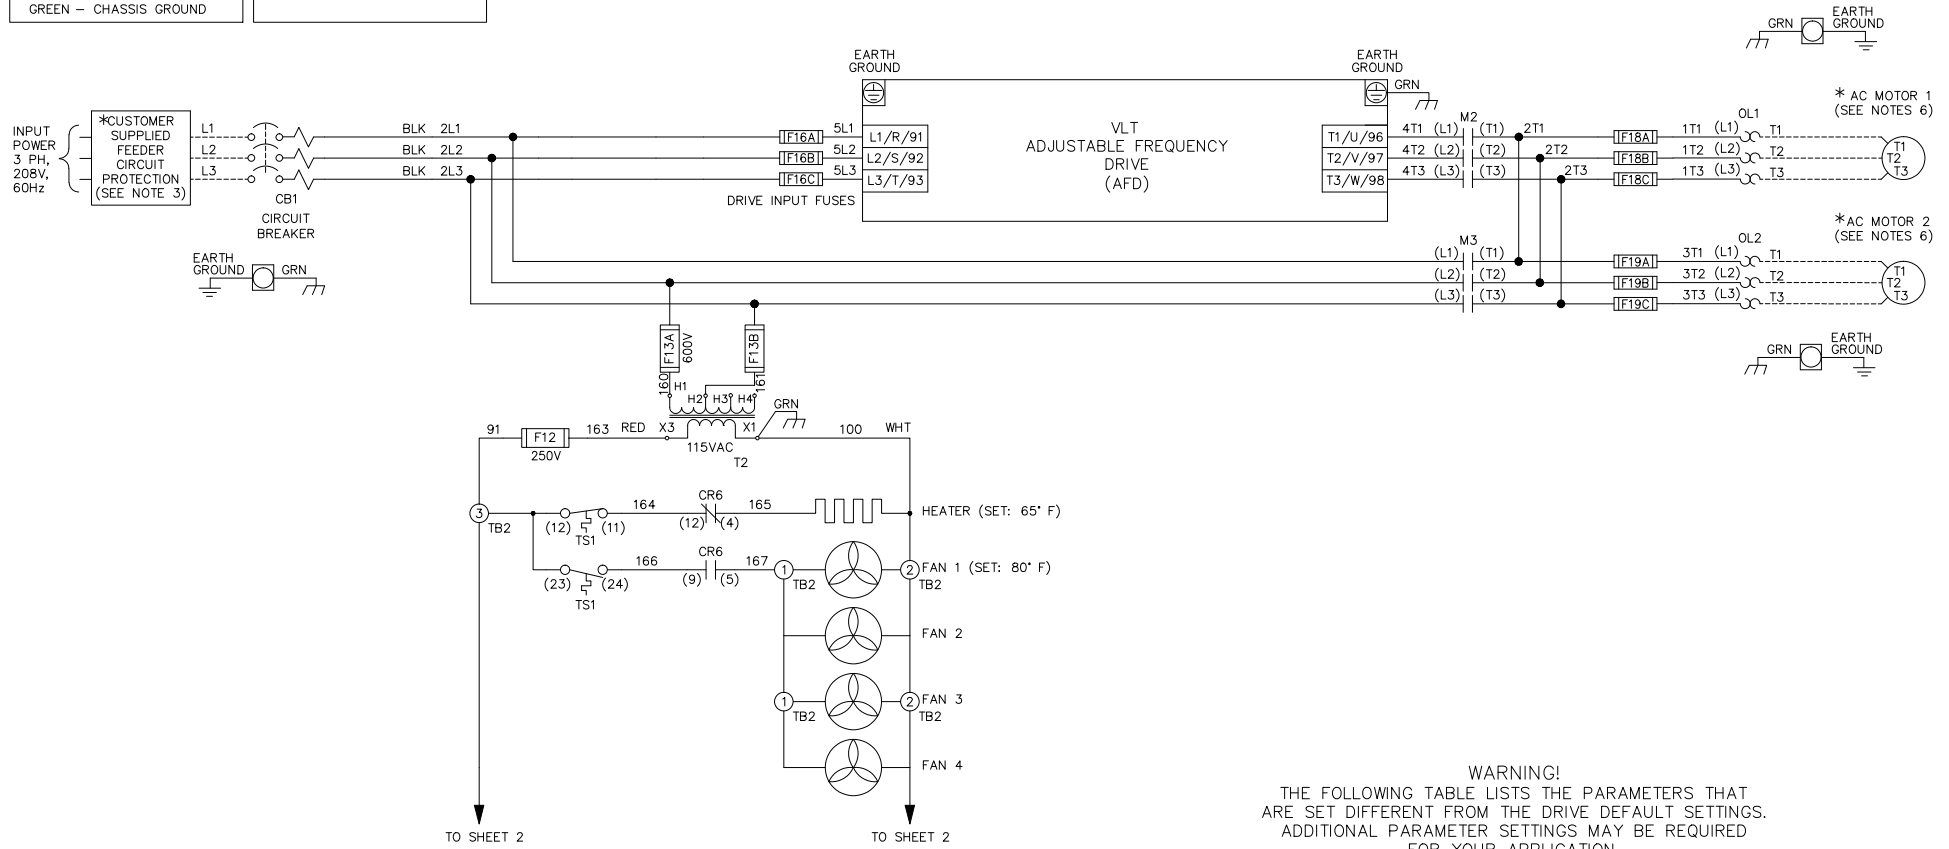 GREEN – CHASSIS GROUND
GRN
EARTH
GROUND
EARTH
GROUND
EARTH
GROUND
GRN
* AC MOTOR 1
(SEE NOTES 6)
INPUT
POWER
3 PH,
208V,
60Hz
*CUSTOMER
SUPPLIED
FEEDER
CIRCUIT
PROTECTION
(SEE NOTE 3)
L1
L2
L3
CB1
CIRCUIT
BREAKER
BLK 2L1
BLK 2L2
BLK 2L3
F16A
F16B
F16C
5L1
5L2
5L3
DRIVE INPUT FUSES
L1/R/91
L2/S/92
L3/T/93
VLT
ADJUSTABLE FREQUENCY
DRIVE
(AFD)
T1/U/96
T2/V/97
T3/W/98
M2
4T1 (L1) (T1) 2T1
4T2 (L2) (T2) 2T2
4T3 (L3) (T3) 2T3
F18A
F18B
F18C
OL1
1T1 (L1) T1
1T2 (L2) T2
1T3 (L3) T3
T1
T2
T3
*AC MOTOR 2
(SEE NOTES 6)
M3
(L1) (T1)
(L2) (T2)
(L3) (T3)
F19A
F19B
F19C
OL2
3T1 (L1) T1
3T2 (L2) T2
3T3 (L3) T3
T1
T2
T3
EARTH
GROUND
GRN
GRN
EARTH
GROUND
F13A
600V
F13B
160
161
H1
H2 H3 H4
GRN
91
F12
250V
163 RED X3
X1
100 WHT
115VAC
T2
3
TB2
(12) (11)
TS1
164
CR6
(12) (4)
165
HEATER (SET: 65° F)
(23) (24)
TS1
166
CR6
(9) (5)
167
1
TB2
2
TB2
FAN 1 (SET: 80° F)
FAN 2
1
TB2
2
TB2
FAN 3
FAN 4
TO SHEET 2
TO SHEET 2
WARNING!
THE FOLLOWING TABLE LISTS THE PARAMETERS THAT
ARE SET DIFFERENT FROM THE DRIVE DEFAULT SETTINGS.
ADDITIONAL PARAMETER SETTINGS MAY BE REQUIRED
FOR YOUR APPLICATION